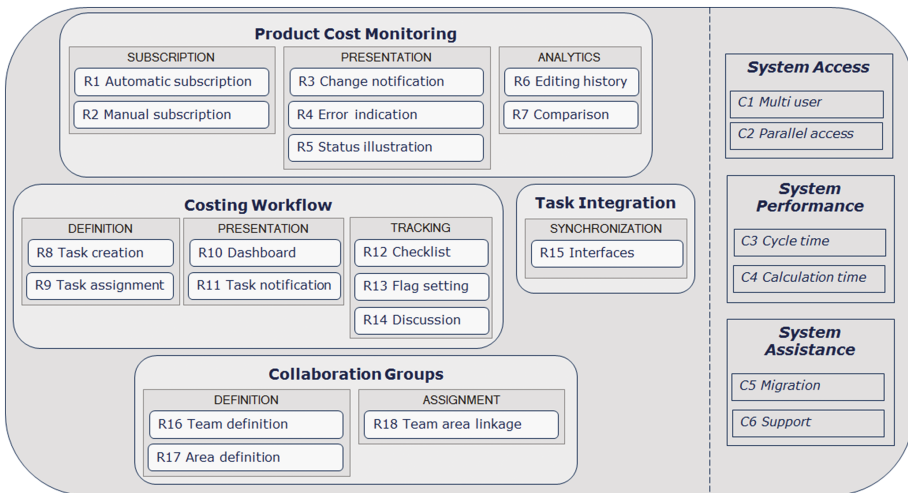 Product Cost Monitoring
SUBSCRIPTION
R1 Automatic subscription
R2 Manual subscription
PRESENTATION
R3 Change notification
R4 Error indication
R5 Status illustration
ANALYTICS
R6 Editing history
R7 Comparison
Costing Workflow
DEFINITION
R8 Task creation
R9 Task assignment
PRESENTATION
R10 Dashboard
R11 Task notification
TRACKING
R12 Checklist
R13 Flag setting
R14 Discussion
Task Integration
SYNCHRONIZATION
R15 Interfaces
Collaboration Groups
DEFINITION
R16 Team definition
R17 Area definition
ASSIGNMENT
R18 Team area linkage
System Access
C1 Multi user
C2 Parallel access
System
Performance
C3 Cycle time
C4 Calculation time
System
Assistance
C5 Migration
C6 Support